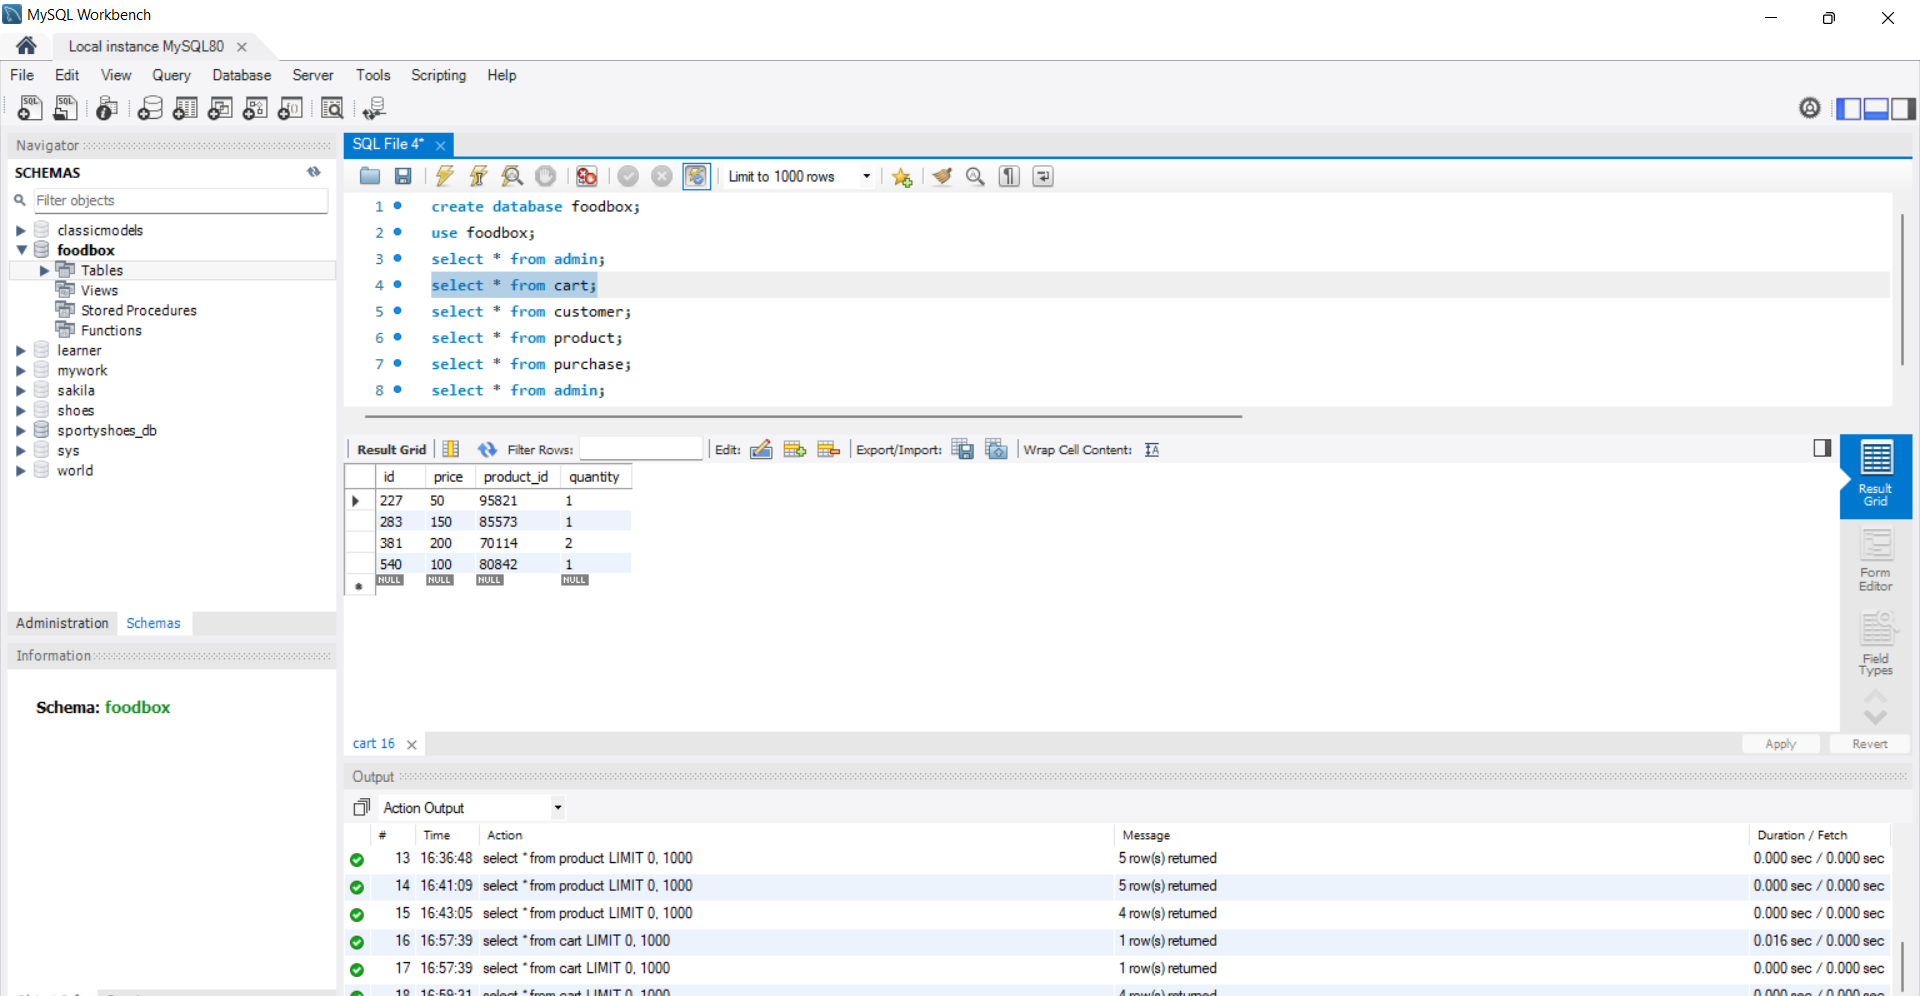 MySQL Workbench
Local instance MySQL80
File Edit View Query Database Server Tools Scripting Help
Navigator
SCHEMAS
Filter objects
classicmodels
foodbox
Tables
Views
Stored Procedures
Functions
learner
mywork
sakila
shoes
sportyshoes_db
sys
world
Administration Schemas
Information
Schema: foodbox
SQL File 4*
Limit to 1000 rows
1 create database foodbox;
2 use foodbox;
3 select * from admin;
4 select * from cart;
5 select * from customer;
6 select * from product;
7 select * from purchase;
8 select * from admin;
Result Grid Filter Rows: Edit: Export/Import: Wrap Cell Content:
id price product_id quantity
227 50 95821 1
283 150 85573 1
381 200 70114 2
540 100 80842 1
NULL NULL NULL NULL
Result
Grid
Form
Editor
Field
Types
cart 16
Apply Revert
Output
Action Output
# Time Action Message Duration / Fetch
13 16:36:48 select * from product LIMIT 0, 1000 5 row(s) returned 0.000 sec / 0.000 sec
14 16:41:09 select * from product LIMIT 0, 1000 5 row(s) returned 0.000 sec / 0.000 sec
15 16:43:05 select * from product LIMIT 0, 1000 4 row(s) returned 0.000 sec / 0.000 sec
16 16:57:39 select * from cart LIMIT 0, 1000 1 row(s) returned 0.016 sec / 0.000 sec
17 16:57:39 select * from cart LIMIT 0, 1000 1 row(s) returned 0.000 sec / 0.000 sec
18 16:59:31 select * from cart LIMIT 0, 1000 4 row(s) returned 0.000 sec / 0.000 sec